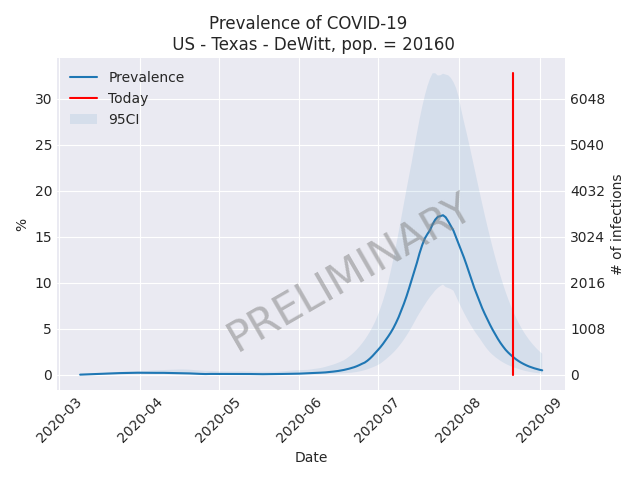 Prevalence of COVID-19
US - Texas - DeWitt, pop. = 20160
Prevalence
Today
95CI
30
25
20
15
10
5
0
%
6048
5040
4032
3024
2016
1008
0
# of infections
PRELIMINARY
2020-03
2020-04
2020-05
2020-06
2020-07
2020-08
2020-09
Date